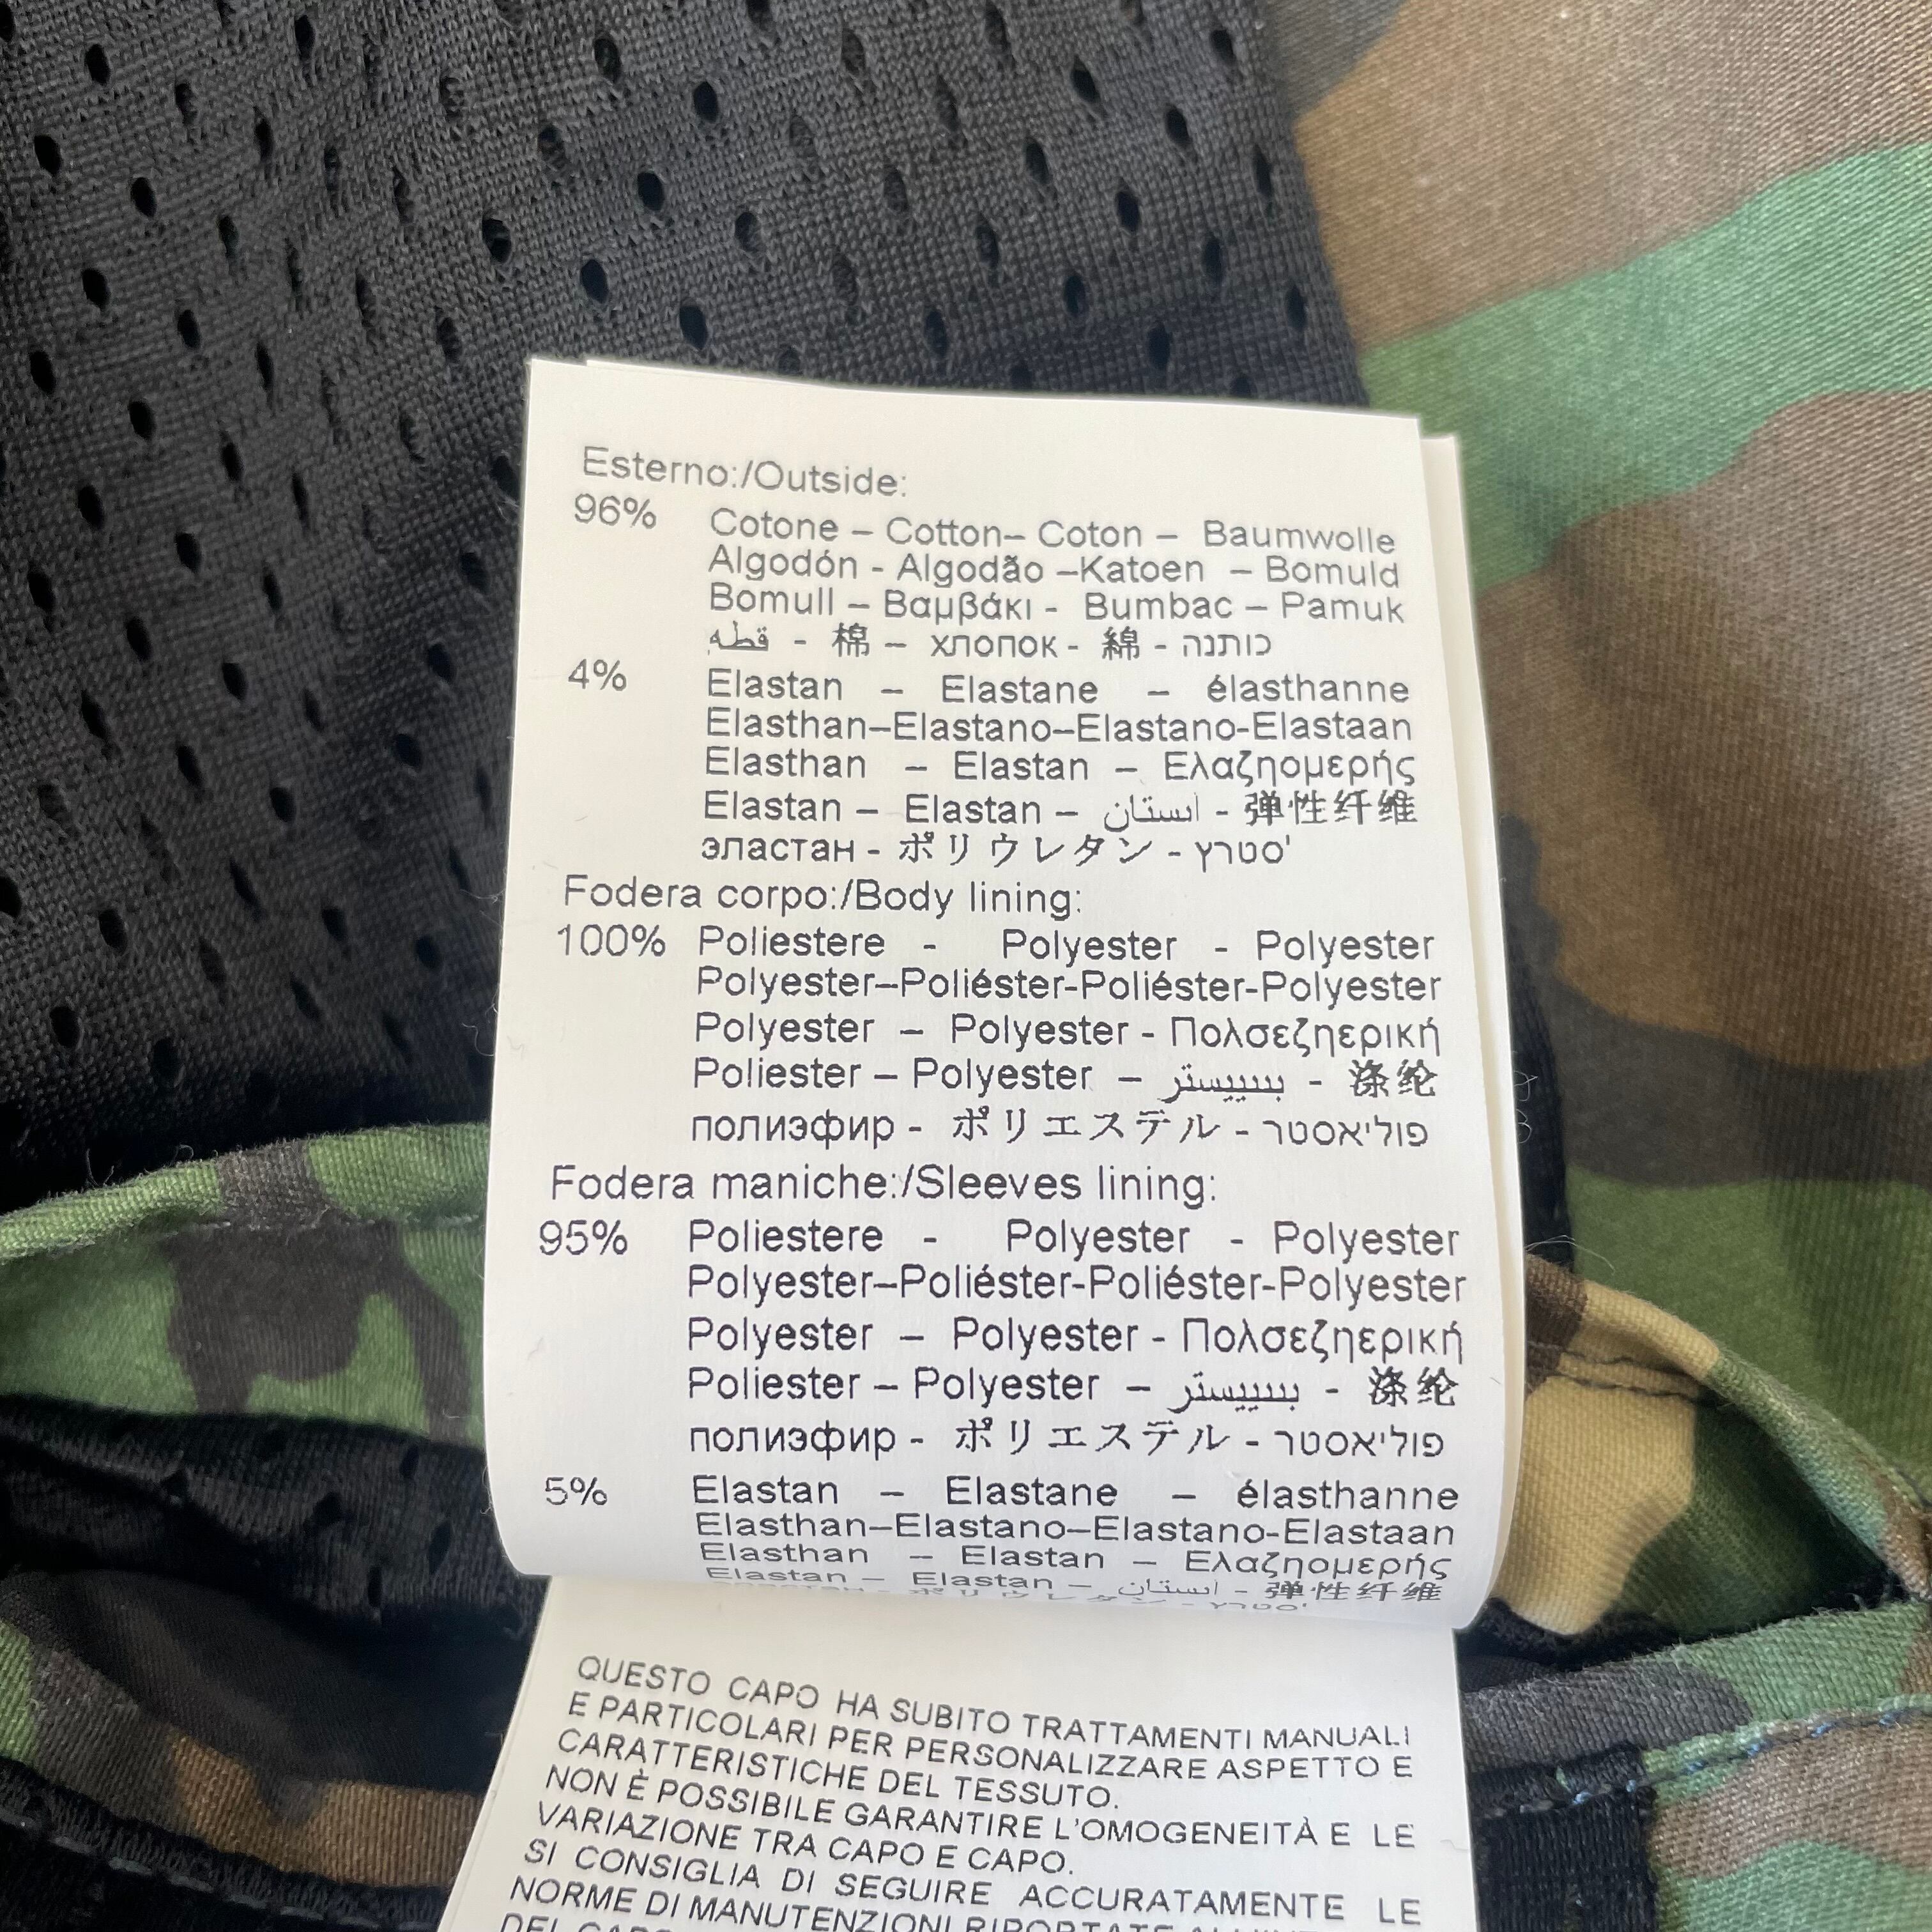 Esterno:/Outside:
96% Cotone – Cotton– Coton – Baumwolle
Algodón - Algodão –Katoen – Bomuld
Bomull – Βαμβάκι - Bumbac – Pamuk
قطه - 棉 – хлопок - 綿 - כותנה
4% Elastan – Elastane – élasthanne
Elasthan–Elastano–Elastano-Elastaan
Elasthan – Elastan – Ελαζηομερής
Elastan – Elastan – استان - 弹性纤维
эластан - ポリウレタン - סטרץ'
Fodera corpo:/Body lining:
100% Poliestere - Polyester - Polyester
Polyester–Poliéster-Poliéster-Polyester
Polyester – Polyester - Πολσεζηερική
Poliester – Polyester – - 涤纶
полиэфир - ポリエステル - פוליאסטר
Fodera maniche:/Sleeves lining:
95% Poliestere - Polyester - Polyester
Polyester–Poliéster-Poliéster-Polyester
Polyester – Polyester - Πολσεζηερική
Poliester – Polyester – - 涤纶
полиэфир - ポリエステル - פוליאסטר
5% Elastan – Elastane – élasthanne
Elasthan–Elastano–Elastano-Elastaan
Elasthan – Elastan – Ελαζηομερής
Elastan – Elastan – استان - 弹性纤维
QUESTO CAPO HA SUBITO TRATTAMENTI MANUALI
E PARTICOLARI PER PERSONALIZZARE ASPETTO E
CARATTERISTICHE DEL TESSUTO.
NON È POSSIBILE GARANTIRE L'OMOGENEITÀ E LE
VARIAZIONE TRA CAPO E CAPO.
SI CONSIGLIA DI SEGUIRE ACCURATAMENTE LE
NORME DI MANUTENZIONI RIPORTATE